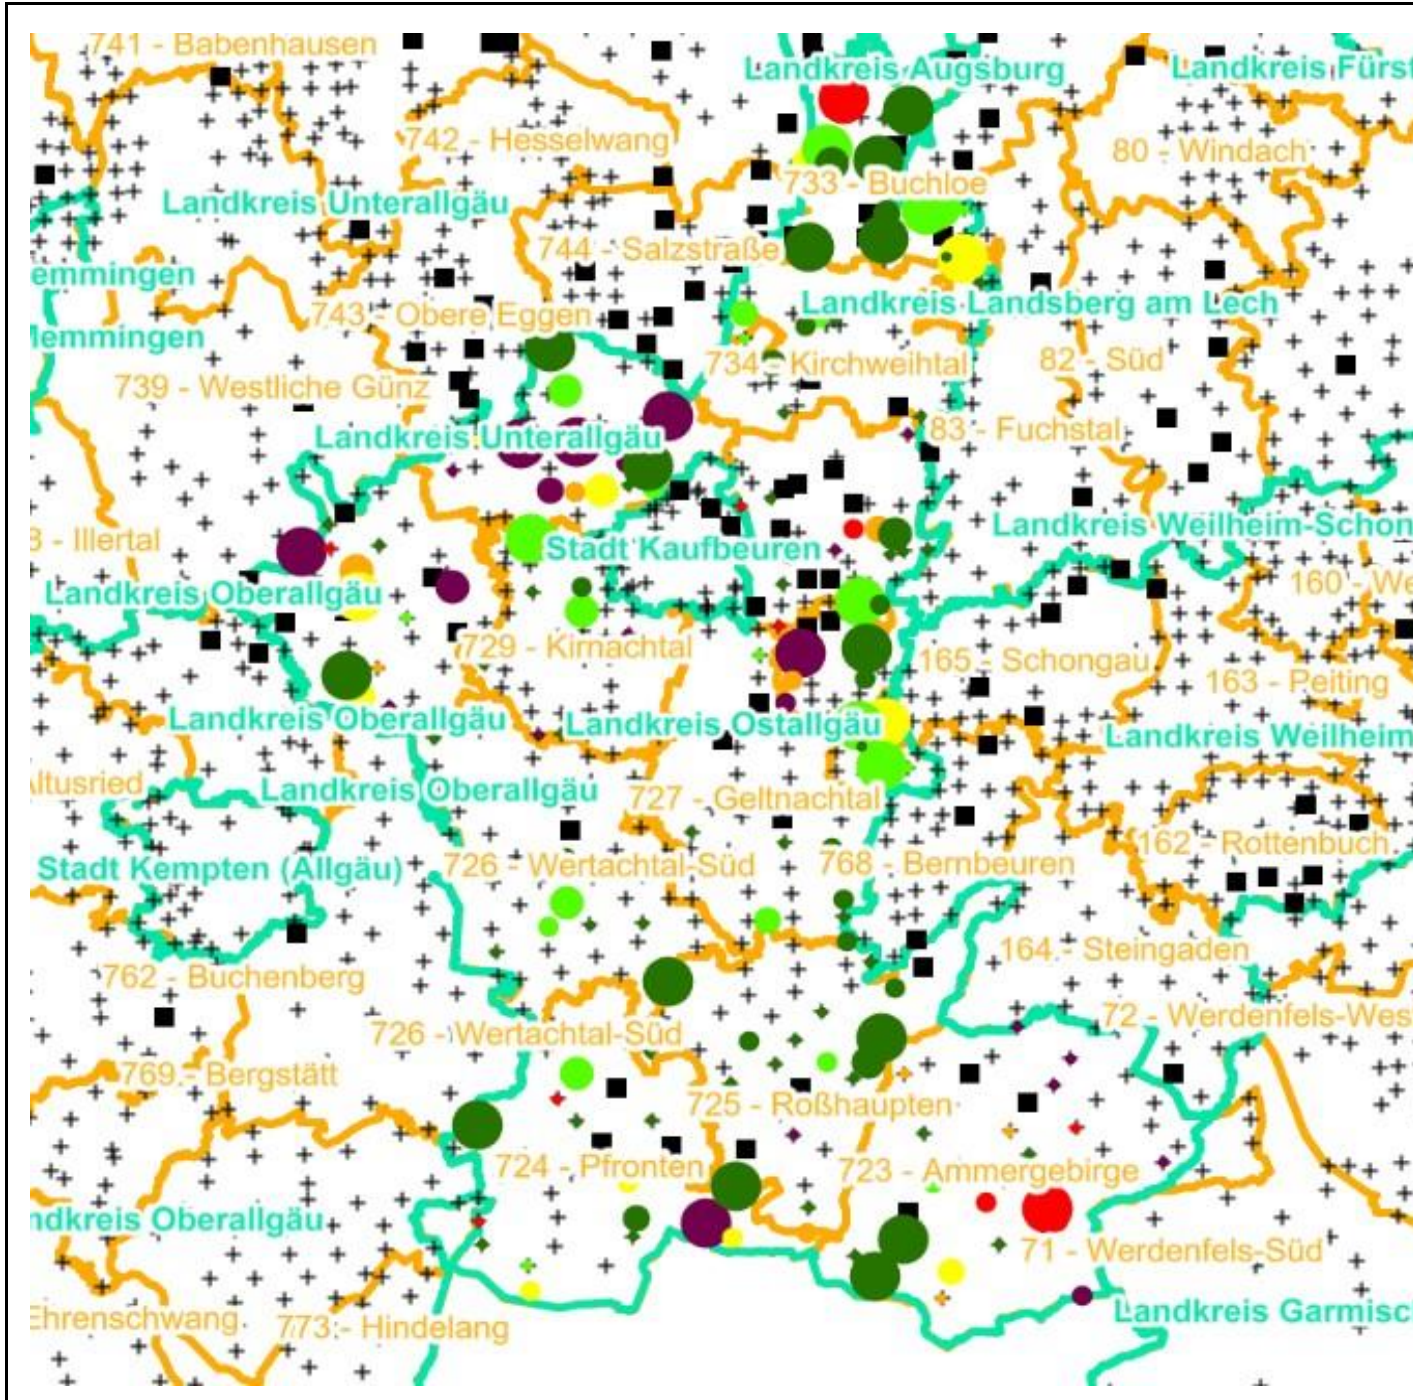 741 - Babenhausen
Landkreis Augsburg
Landkreis Fürst
742 - Hesselwang
80 - Windach
733 - Buchloe
Landkreis Unterallgäu
744 - Salzstraße
emmingen
Landkreis Landsberg am Lech
743 - Obere Eggen
Memmingen
734 - Kirchweihtal
82 - Süd
739 - Westliche Günz
83 - Fuchstal
Landkreis Unterallgäu
Landkreis Weilheim-Schon
8 - Illertal
Stadt Kaufbeuren
160 - We
Landkreis Oberallgäu
729 - Kirnachtal
165 - Schongau
163 - Peiting
Landkreis Oberallgäu
Landkreis Ostallgäu
Landkreis Weilheim
Altusried
Landkreis Oberallgäu
727 - Geltnachtal
162 - Rottenbuch
Stadt Kempten (Allgäu)
726 - Wertachtal-Süd
768 - Bernbeuren
164 - Steingaden
762 - Buchenberg
72 - Werdenfels-Wes
726 - Wertachtal-Süd
769 - Bergstätt
725 - Roßhaupten
724 - Pfronten
723 - Ammergebirge
ndkreis Oberallgäu
71 - Werdenfels-Süd
Landkreis Garmisc
Ehrenschwang
773 - Hindelang